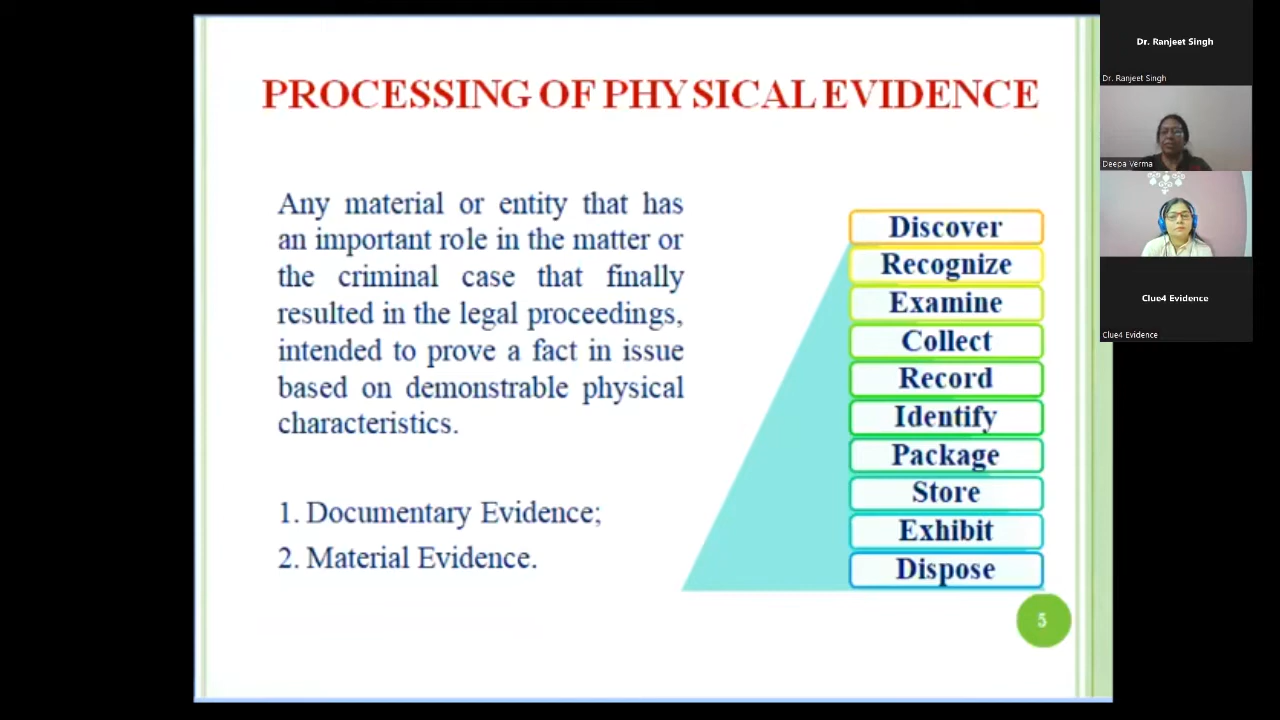 PROCESSING OF PHYSICAL EVIDENCE
Any material or entity that has
an important role in the matter or
the criminal case that finally
resulted in the legal proceedings,
intended to prove a fact in issue
based on demonstrable physical
characteristics.
1. Documentary Evidence;
2. Material Evidence.
Discover
Recognize
Examine
Collect
Record
Identify
Package
Store
Exhibit
Dispose
5
Dr. Ranjeet Singh
Dr. Ranjeet Singh
Deepa Verma
Clue4 Evidence
Clue4 Evidence